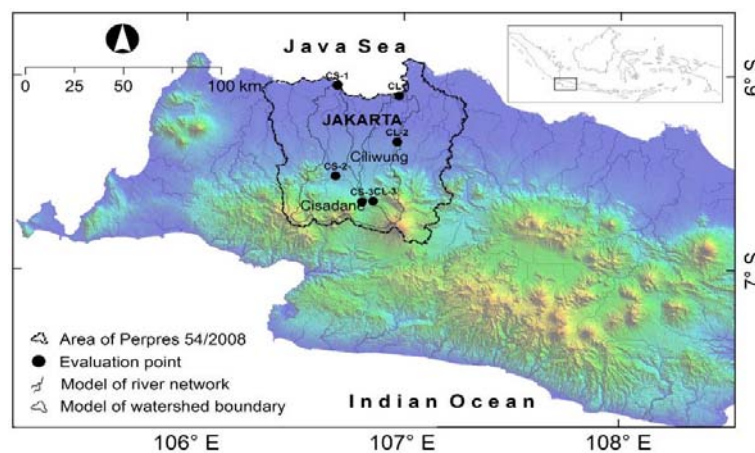 Java Sea
6° S
0 25 50 100 km
CS-1
CL-1
JAKARTA
CL-2
Ciliwung
CS-2
CS-3 CL-3
Cisadane
7° S
Area of Perpres 54/2008
Evaluation point
Model of river network
Model of watershed boundary
Indian Ocean
106° E 107° E 108° E